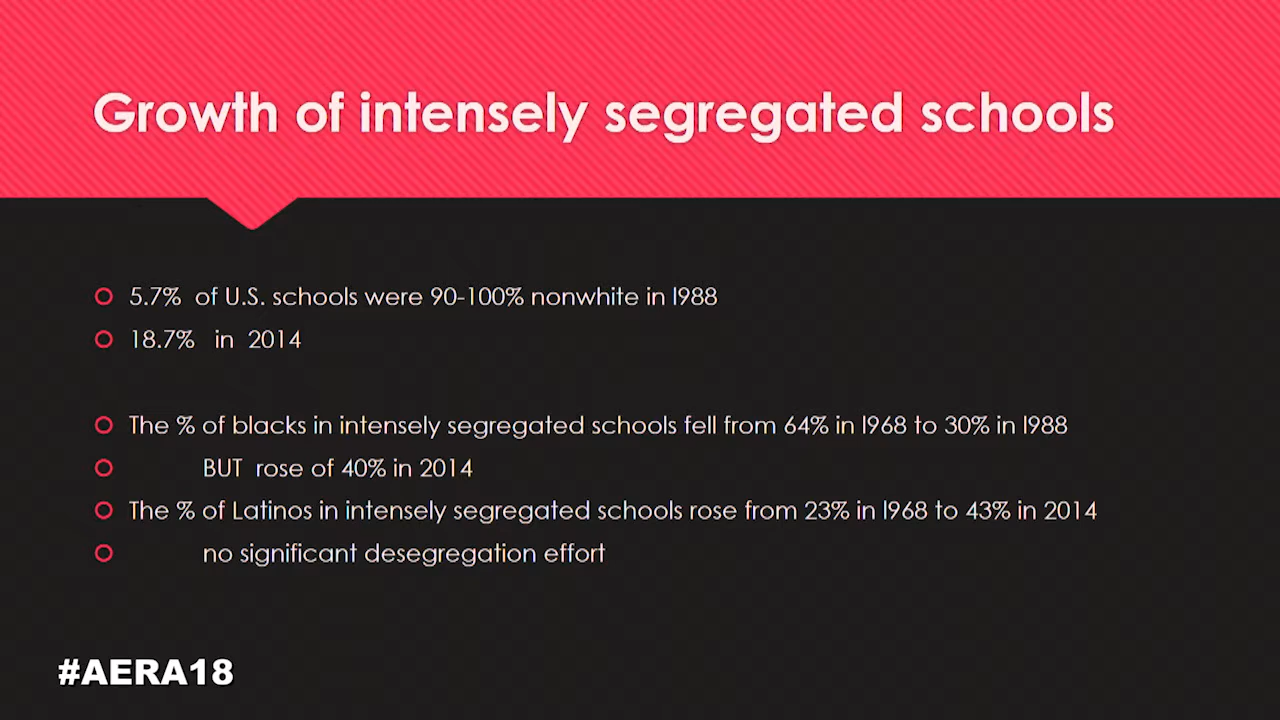 Growth of intensely segregated schools
5.7% of U.S. schools were 90-100% nonwhite in l988
18.7% in 2014
The % of blacks in intensely segregated schools fell from 64% in l968 to 30% in l988
BUT rose of 40% in 2014
The % of Latinos in intensely segregated schools rose from 23% in l968 to 43% in 2014
no significant desegregation effort
#AERA18